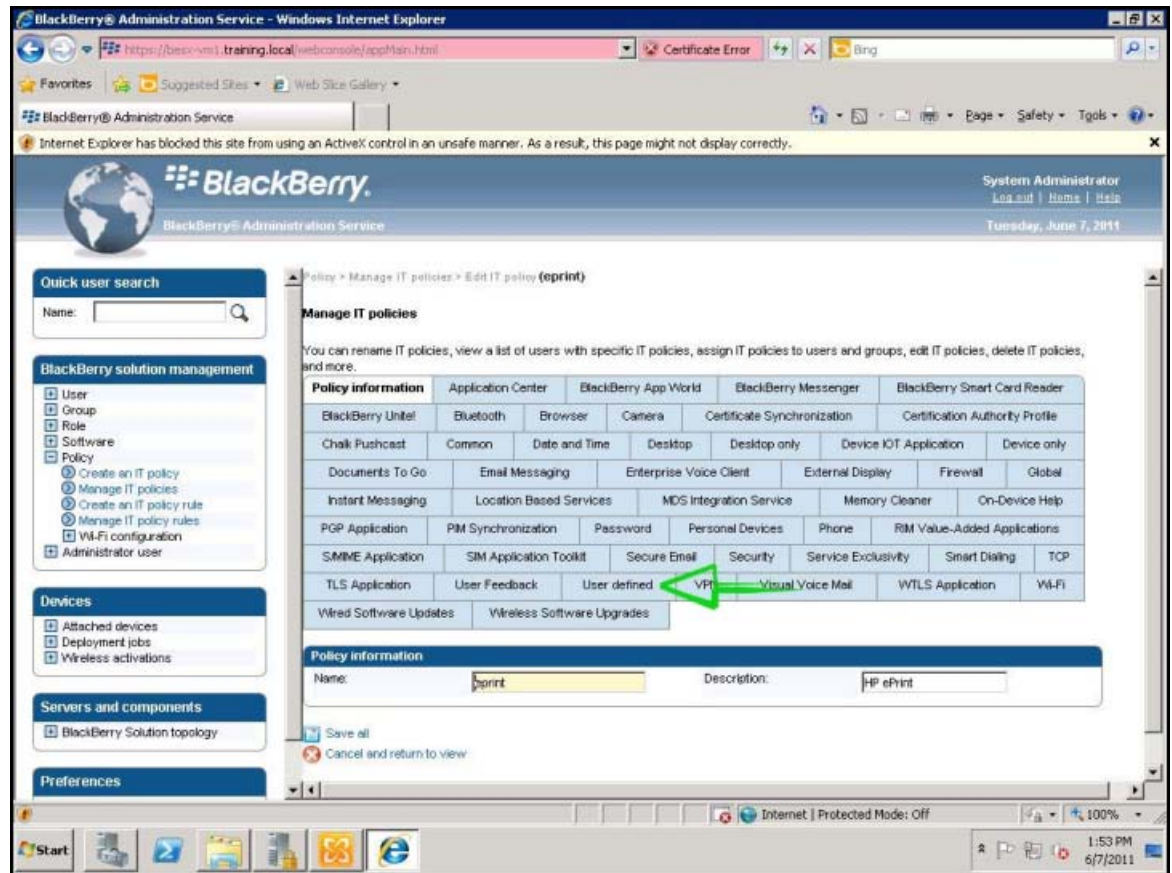 BlackBerry® Administration Service - Windows Internet Explorer
https://besx-vm1.training.local/webconsole/appMain.html Certificate Error Bing
Favorites Suggested Sites Web Slice Gallery
BlackBerry® Administration Service Page Safety Tools
Internet Explorer has blocked this site from using an ActiveX control in an unsafe manner. As a result, this page might not display correctly.
BlackBerry.
System Administrator
Log out | Home | Help
BlackBerry® Administration Service Tuesday, June 7, 2011
Quick user search
Name:
BlackBerry solution management
User
Group
Role
Software
Policy
Create an IT policy
Manage IT policies
Create an IT policy rule
Manage IT policy rules
Wi-Fi configuration
Administrator user
Devices
Attached devices
Deployment jobs
Wireless activations
Servers and components
BlackBerry Solution topology
Preferences
Policy > Manage IT policies > Edit IT policy (eprint)
Manage IT policies
You can rename IT policies, view a list of users with specific IT policies, assign IT policies to users and groups, edit IT policies, delete IT policies,
and more.
Policy information Application Center BlackBerry App World BlackBerry Messenger BlackBerry Smart Card Reader
BlackBerry Unite! Bluetooth Browser Camera Certificate Synchronization Certification Authority Profile
Chalk Pushcast Common Date and Time Desktop Desktop only Device IOT Application Device only
Documents To Go Email Messaging Enterprise Voice Client External Display Firewall Global
Instant Messaging Location Based Services MDS Integration Service Memory Cleaner On-Device Help
PGP Application PIM Synchronization Password Personal Devices Phone RIM Value-Added Applications
S/MIME Application SIM Application Toolkit Secure Email Security Service Exclusivity Smart Dialing TCP
TLS Application User Feedback User defined VPN Visual Voice Mail WTLS Application Wi-Fi
Wired Software Updates Wireless Software Upgrades
Policy information
Name: eprint Description: HP ePrint
Save all
Cancel and return to view
Internet | Protected Mode: Off 100%
Start 1:53 PM
6/7/2011